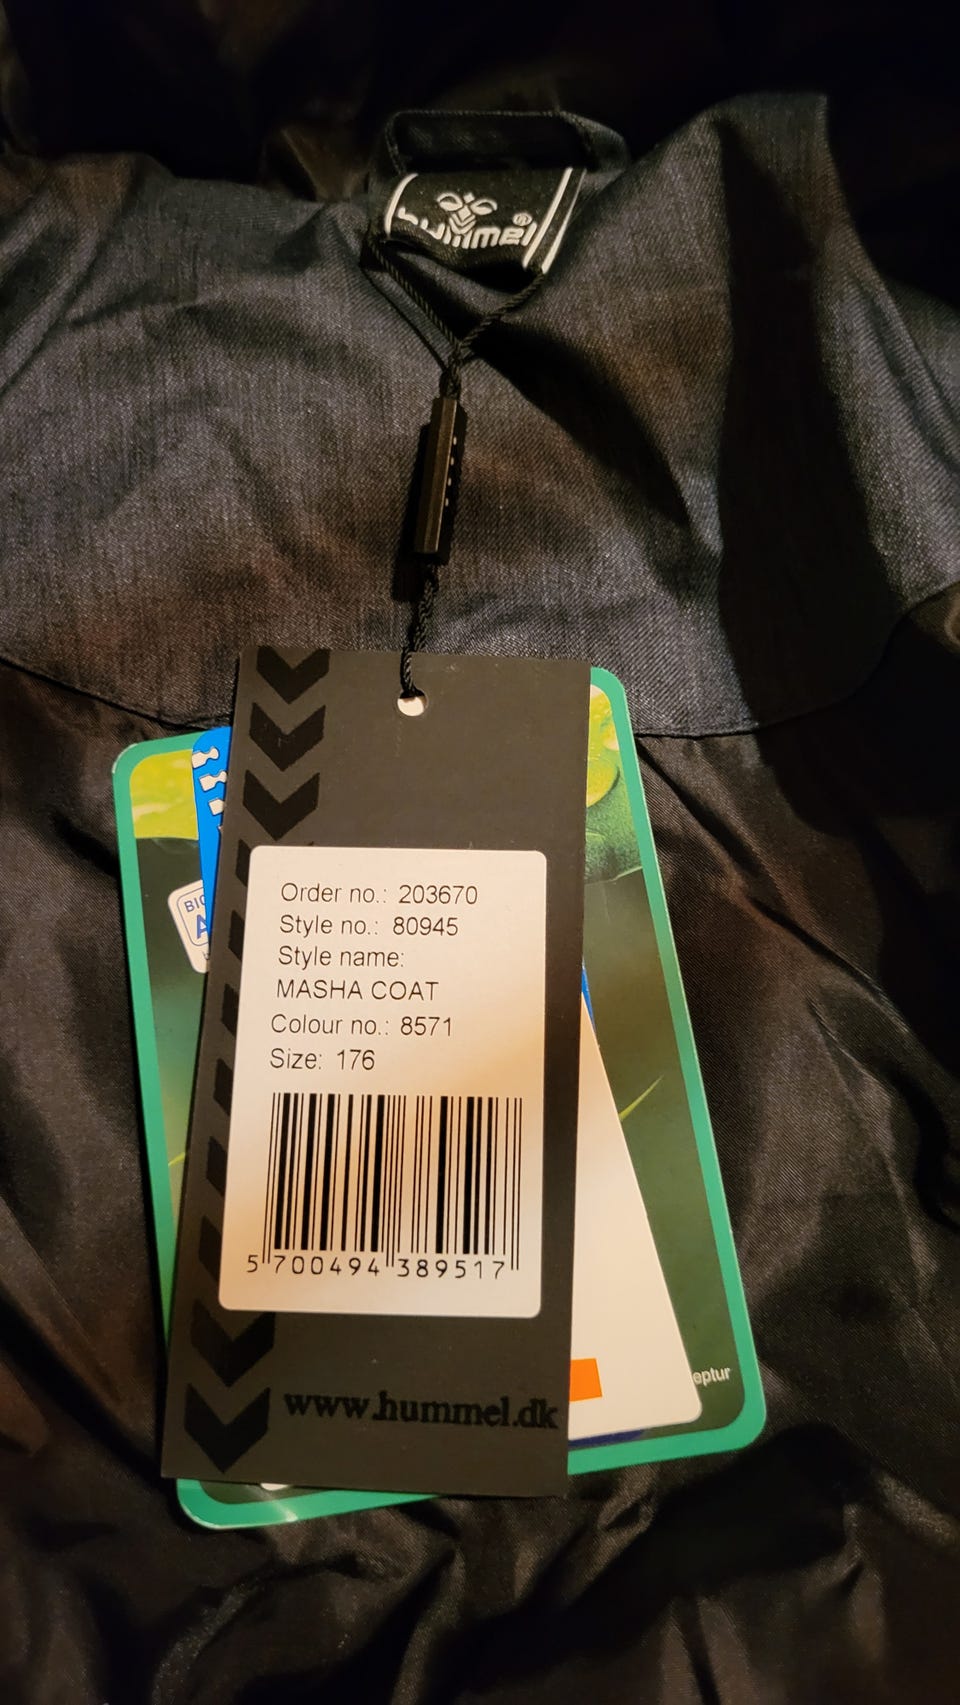 hummel®
Order no.: 203670
Style no.: 80945
Style name:
MASHA COAT
Colour no.: 8571
Size: 176
5 700494 389517
www.hummel.dk